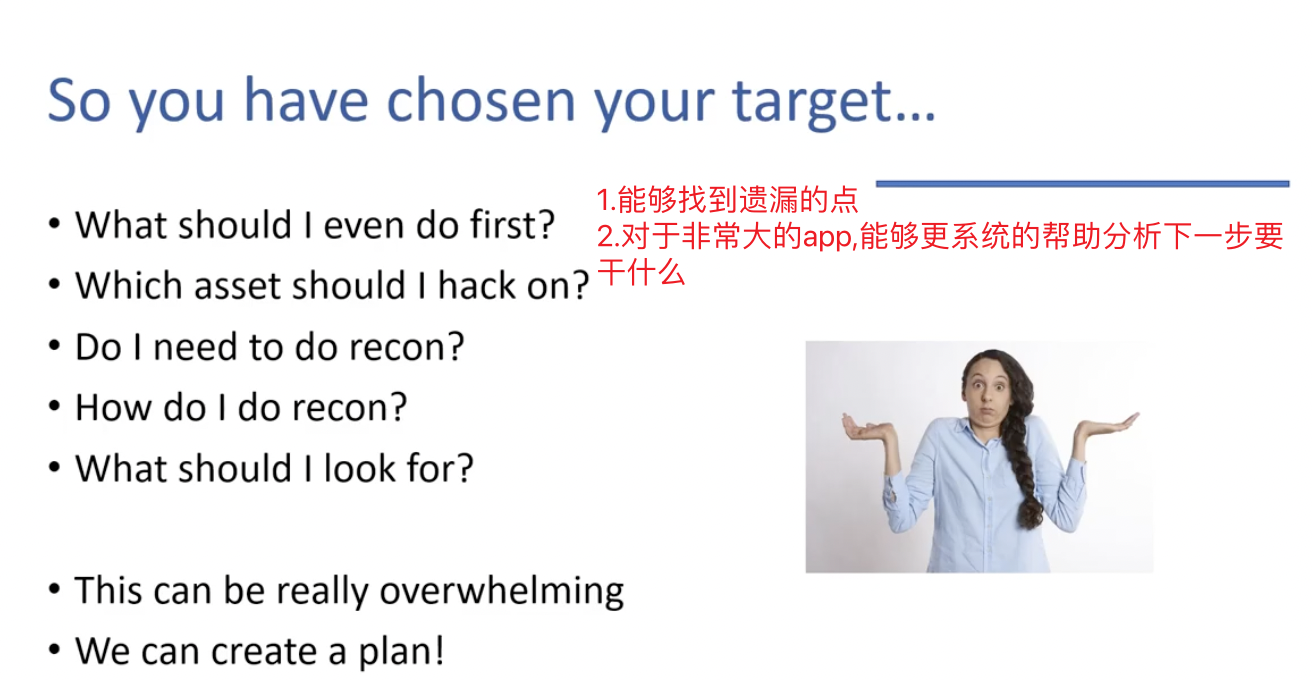 So you have chosen your target...
• What should I even do first?
• Which asset should I hack on?
• Do I need to do recon?
• How do I do recon?
• What should I look for?
• This can be really overwhelming
• We can create a plan!
1.能够找到遗漏的点
2.对于非常大的app,能够更系统的帮助分析下一步要
干什么